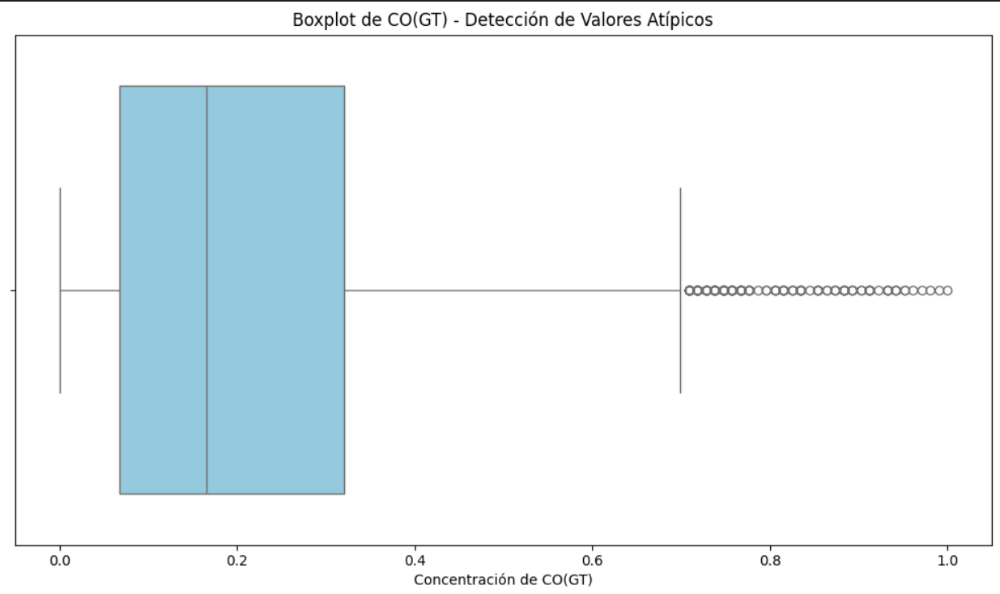 Boxplot de CO(GT) - Detección de Valores Atípicos
0.0 0.2 0.4 0.6 0.8 1.0
Concentración de CO(GT)